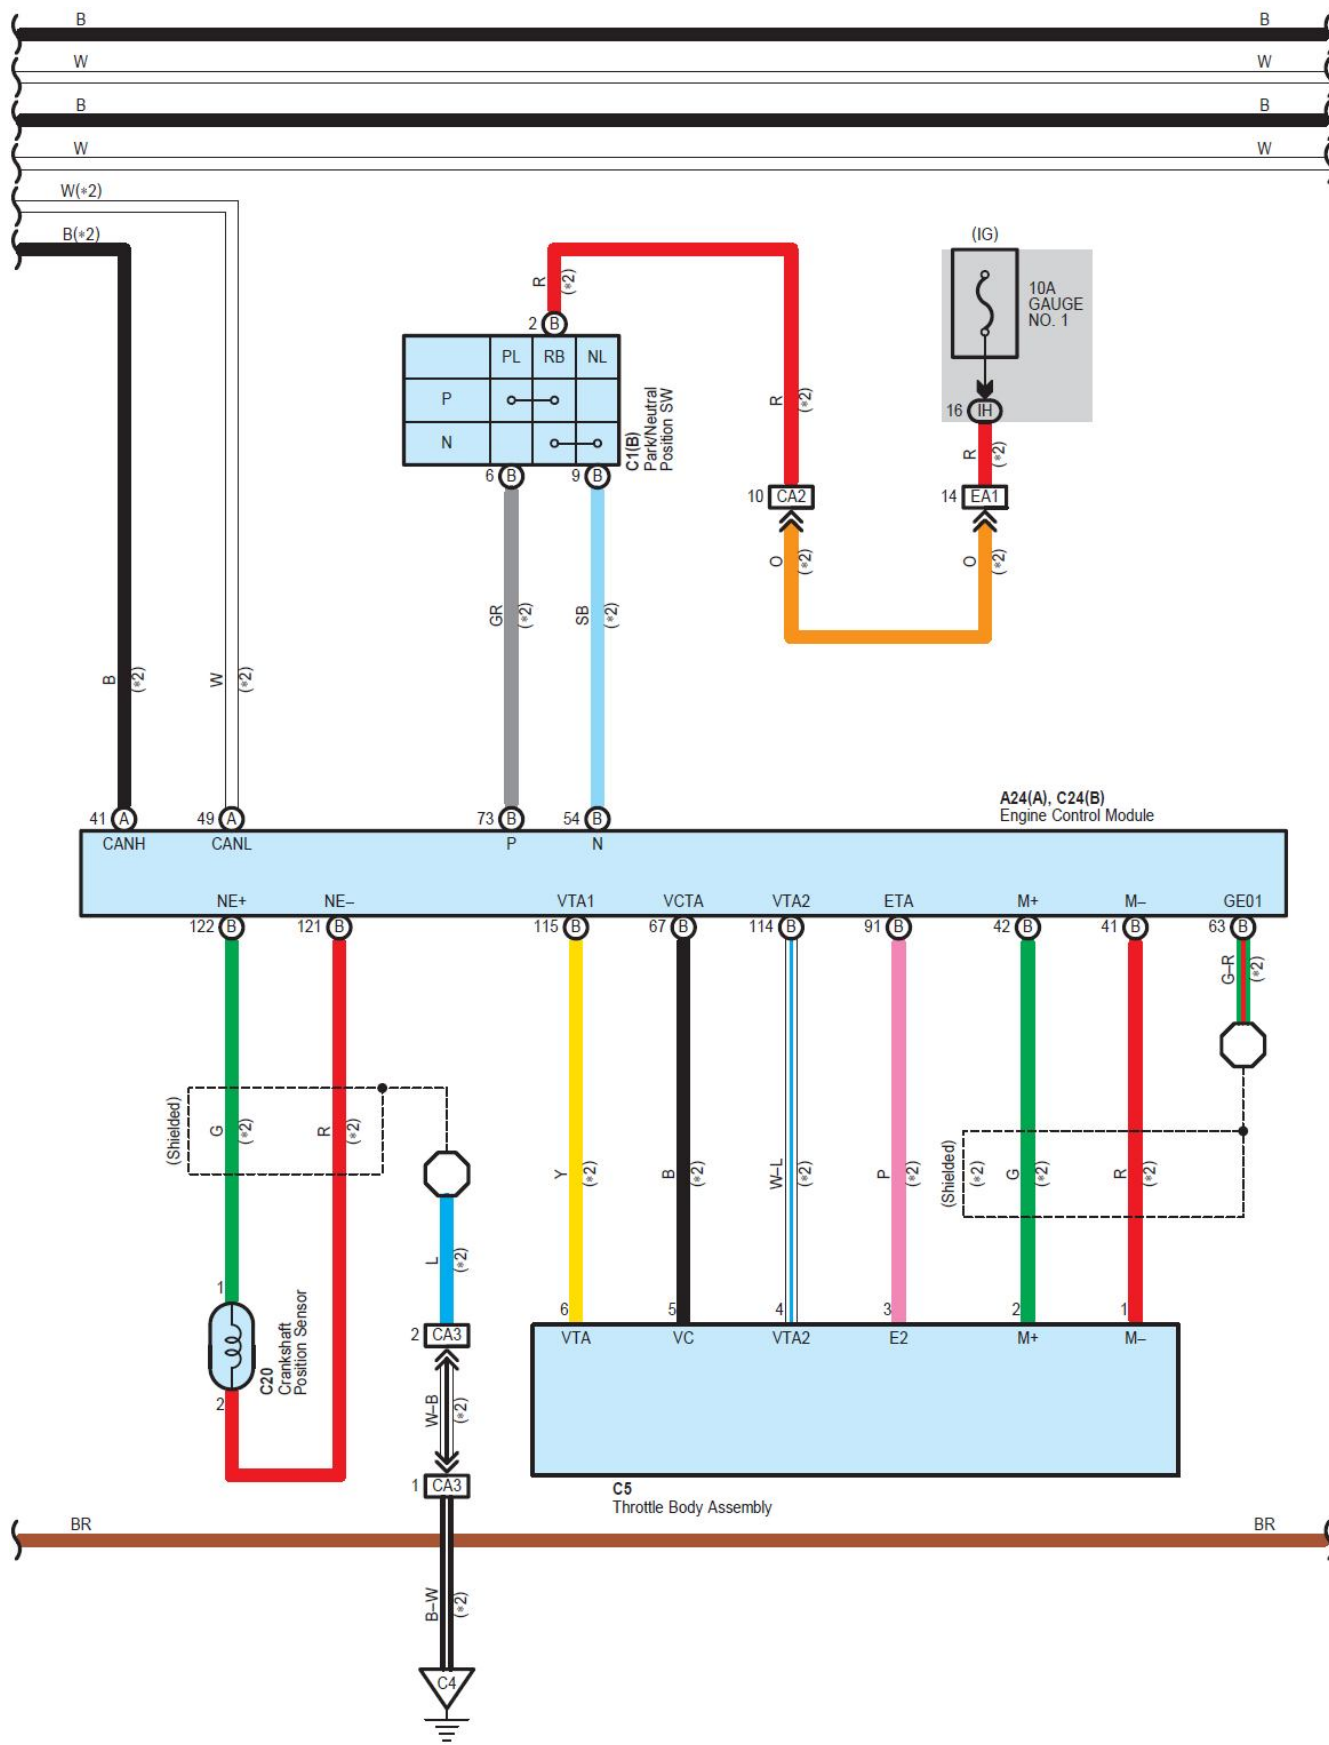 B B
W W
B B
W W
W(*2)
B(*2)
(IG)
10A
GAUGE
NO. 1
R (*2)
2 B
PL RB NL
P
N
C1(B)
Park/Neutral
Position SW
R (*2)
16 IH
R (*2)
6 B 9 B
10 CA2 14 EA1
O (*2) O (*2)
GR (*2) SB (*2)
B (*2) W (*2)
A24(A), C24(B)
Engine Control Module
41 A 49 A 73 B 54 B
CANH CANL P N
NE+ NE– VTA1 VCTA VTA2 ETA M+ M– GE01
122 B 121 B 115 B 67 B 114 B 91 B 42 B 41 B 63 B
G–R (*2)
(Shielded) G (*2) R (*2)
Y (*2) B (*2) W–L (*2) P (*2) (Shielded) (*2) G (*2) R (*2)
L (*2)
1
6 5 4 3 2 1
2 CA3
VTA VC VTA2 E2 M+ M–
C20
Crankshaft
Position Sensor
2
W–B (*2)
1 CA3
C5
Throttle Body Assembly
BR BR
B–W (*2)
C4